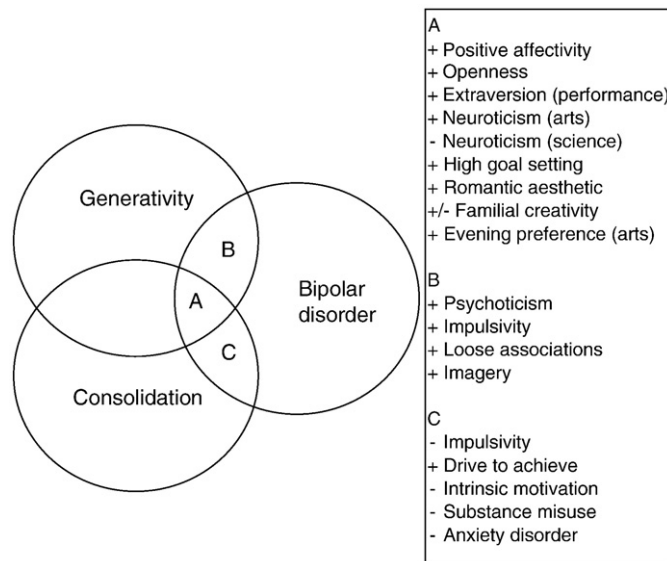 Generativity
B
A
C
Bipolar
disorder
Consolidation
A
+ Positive affectivity
+ Openness
+ Extraversion (performance)
+ Neuroticism (arts)
- Neuroticism (science)
+ High goal setting
+ Romantic aesthetic
+/- Familial creativity
+ Evening preference (arts)
B
+ Psychoticism
+ Impulsivity
+ Loose associations
+ Imagery
C
- Impulsivity
+ Drive to achieve
- Intrinsic motivation
- Substance misuse
- Anxiety disorder